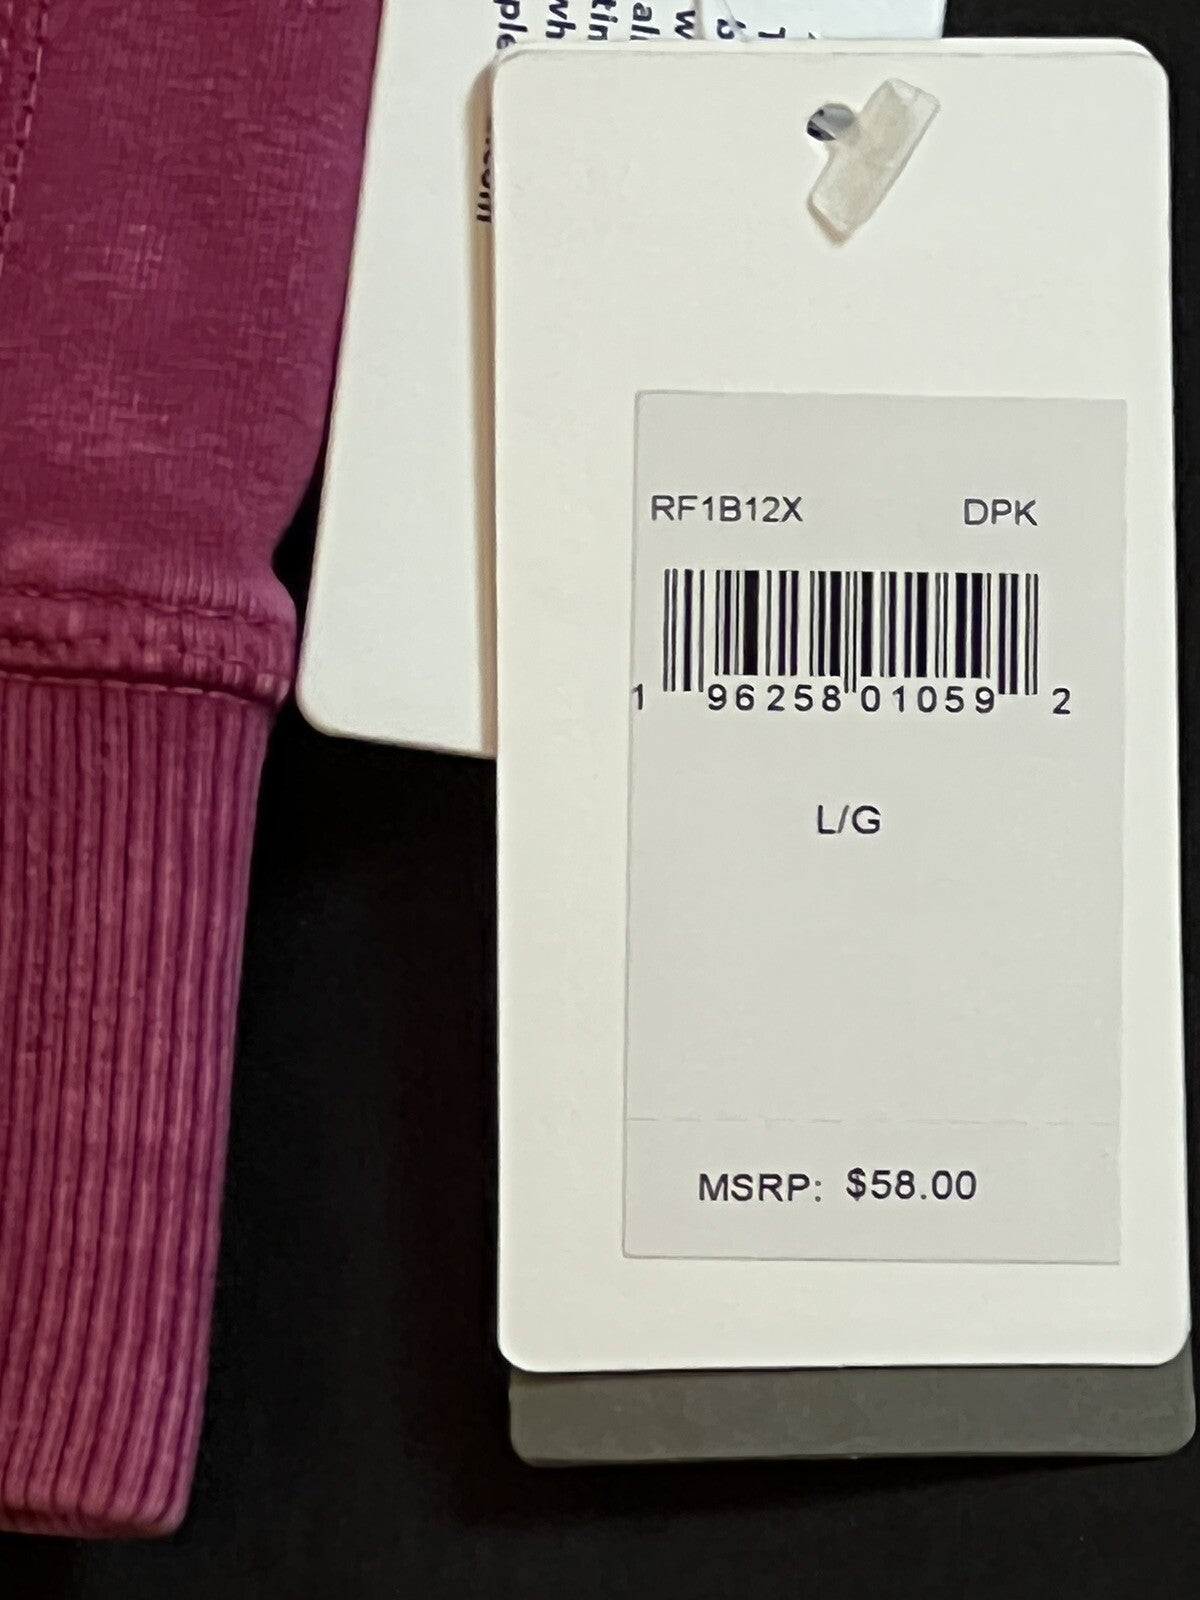 RF1B12X DPK
1 96258 01059 2
L/G
MSRP: $58.00